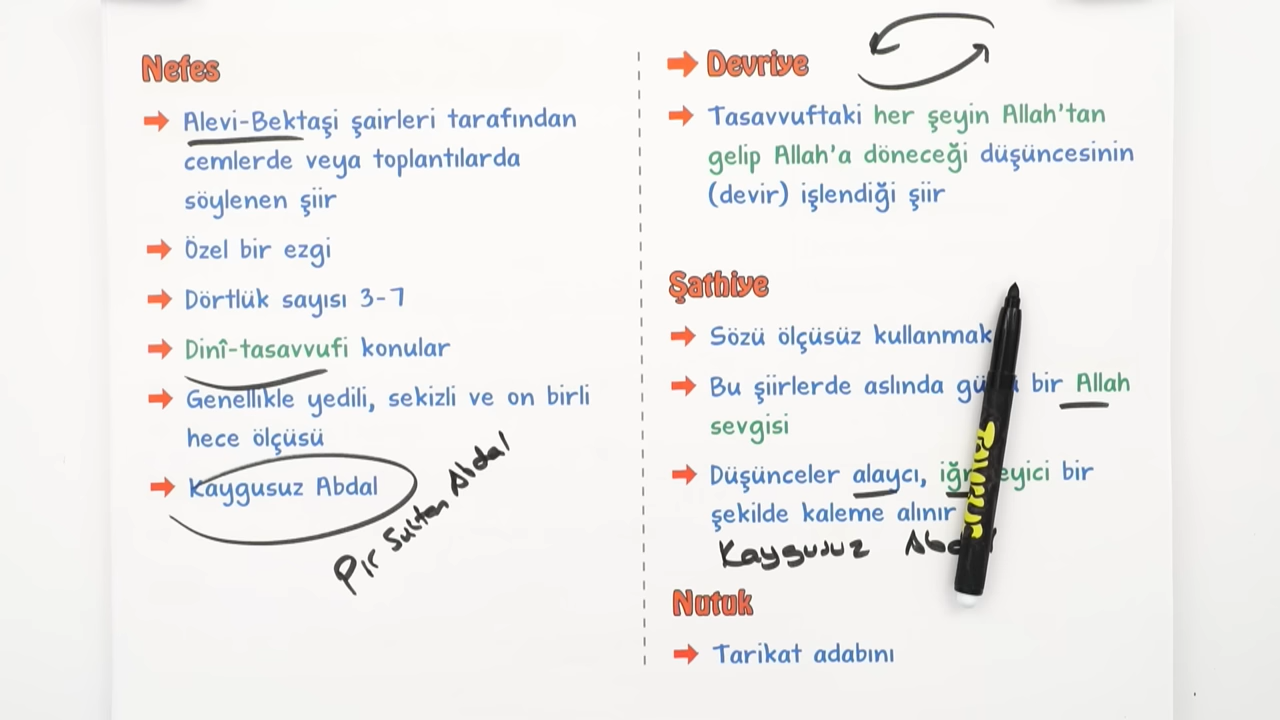 Nefes
Alevi-Bektaşi şairleri tarafından
cemlerde veya toplantılarda
söylenen şiir
Özel bir ezgi
Dörtlük sayısı 3-7
Dinî-tasavvufi konular
Genellikle yedili, sekizli ve on birli
hece ölçüsü
Kaygusuz Abdal
Pir Sultan Abdal
Devriye
Tasavvuftaki her şeyin Allah'tan
gelip Allah'a döneceği düşüncesinin
(devir) işlendiği şiir
Şathiye
Sözü ölçüsüz kullanmak
Bu şiirlerde aslında bir Allah
sevgisi
Düşünceler alaycı, bir
şekilde kaleme alınır
Kaygusuz
Nutuk
Tarikat adabını